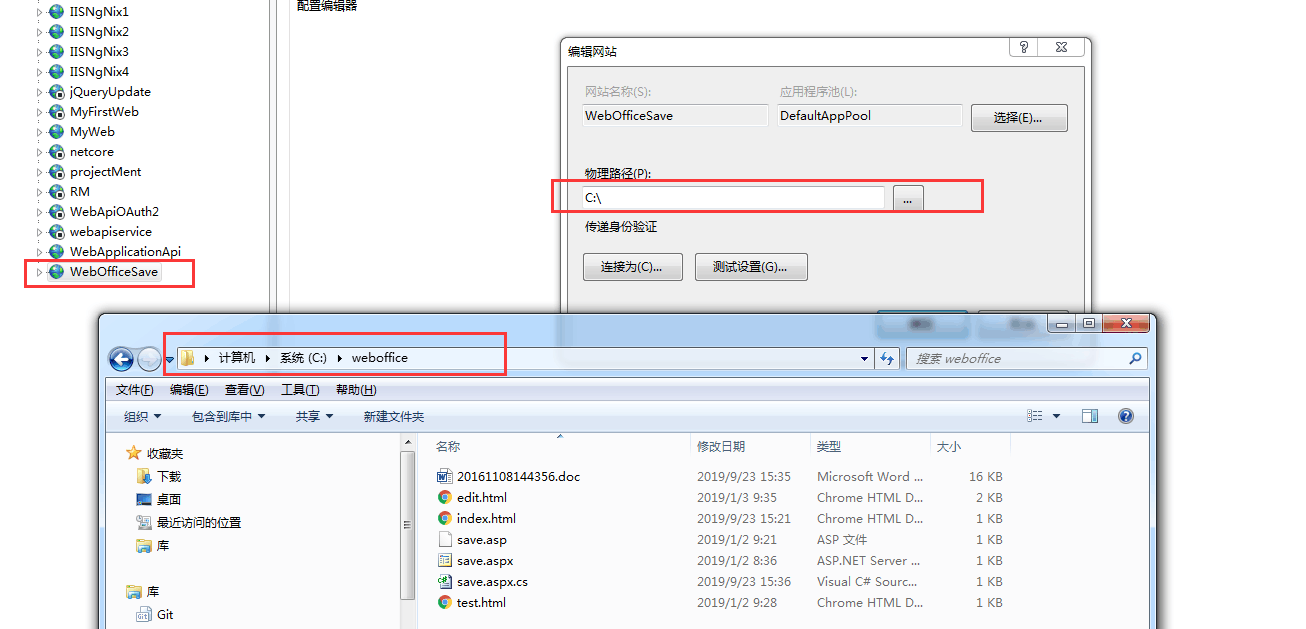 IISNgNix1
IISNgNix2
IISNgNix3
IISNgNix4
jQueryUpdate
MyFirstWeb
MyWeb
netcore
projectMent
RM
WebApiOAuth2
webapiservice
WebApplicationApi
WebOfficeSave
配置编辑器
编辑网站
网站名称(S): 应用程序池(L):
WebOfficeSave DefaultAppPool 选择(E)...
物理路径(P):
C:\ ...
传递身份验证
连接为(C)... 测试设置(G)...
计算机 系统 (C:) weboffice 搜索 weboffice
文件(F) 编辑(E) 查看(V) 工具(T) 帮助(H)
组织 包含到库中 共享 新建文件夹
收藏夹
下载
桌面
最近访问的位置
库
库
Git
名称 修改日期 类型 大小
20161108144356.doc 2019/9/23 15:35 Microsoft Word ... 16 KB
edit.html 2019/1/3 9:35 Chrome HTML D... 2 KB
index.html 2019/9/23 15:21 Chrome HTML D... 1 KB
save.asp 2019/1/2 9:21 ASP 文件 1 KB
save.aspx 2019/1/2 8:36 ASP.NET Server ... 1 KB
save.aspx.cs 2019/9/23 15:36 Visual C# Sourc... 1 KB
test.html 2019/1/2 9:28 Chrome HTML D... 1 KB